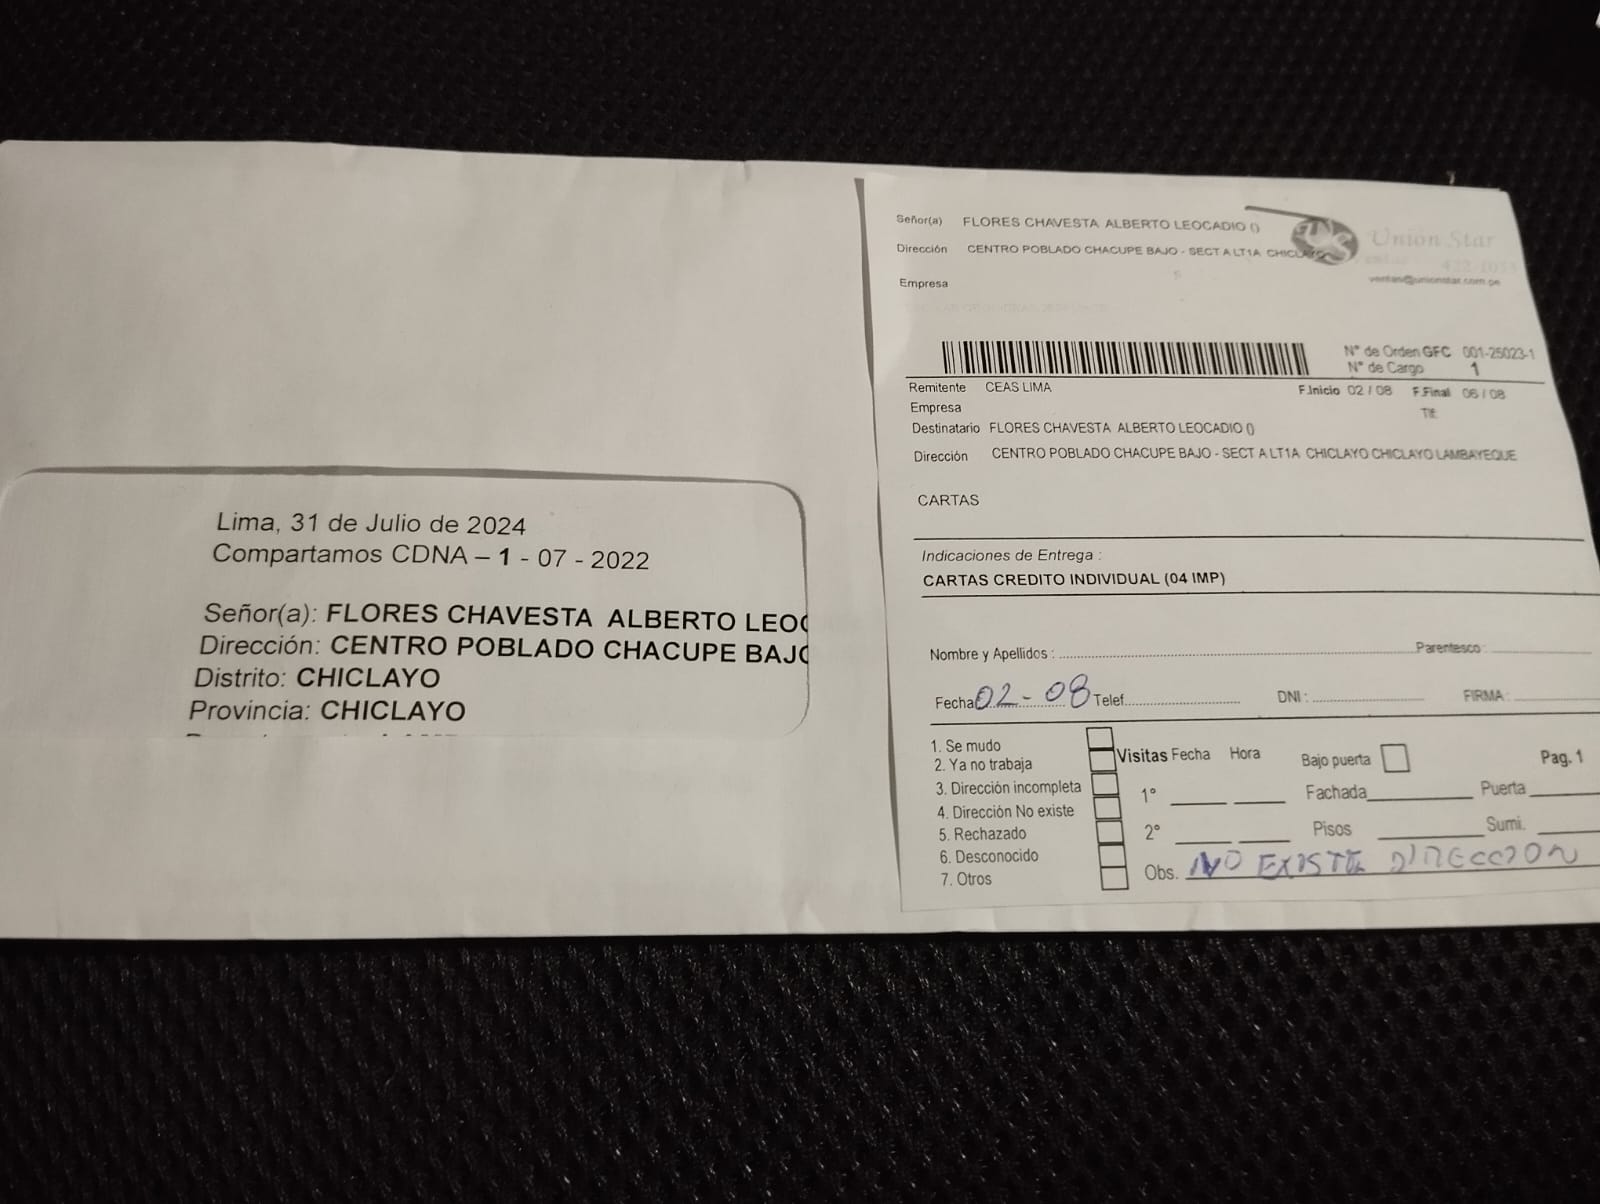 Lima, 31 de Julio de 2024
Compartamos CDNA – 1 - 07 - 2022
Señor(a): FLORES CHAVESTA ALBERTO LEOC
Dirección: CENTRO POBLADO CHACUPE BAJO
Distrito: CHICLAYO
Provincia: CHICLAYO
Señor(a) FLORES CHAVESTA ALBERTO LEOCADIO ()
Dirección CENTRO POBLADO CHACUPE BAJO - SECT A LT1A CHICLAYO
Empresa
Union Star
ventas@unionstar.com.pe
N° de Orden GFC 001-25023-1
N° de Cargo 1
Remitente CEAS LIMA F.Inicio 02 / 08 F.Final 06 / 08
Empresa Tlf:
Destinatario FLORES CHAVESTA ALBERTO LEOCADIO ()
Dirección CENTRO POBLADO CHACUPE BAJO - SECT A LT1A CHICLAYO CHICLAYO LAMBAYEQUE
CARTAS
Indicaciones de Entrega :
CARTAS CREDITO INDIVIDUAL (04 IMP)
Nombre y Apellidos : Parentesco :
Fecha 02-08 Telef. DNI : FIRMA :
1. Se mudo
2. Ya no trabaja
3. Dirección incompleta
4. Dirección No existe
5. Rechazado
6. Desconocido
7. Otros
Visitas Fecha Hora Bajo puerta Pag. 1
1° Fachada Puerta
2° Pisos Sumi.
Obs. NO EXISTE DIRECCION